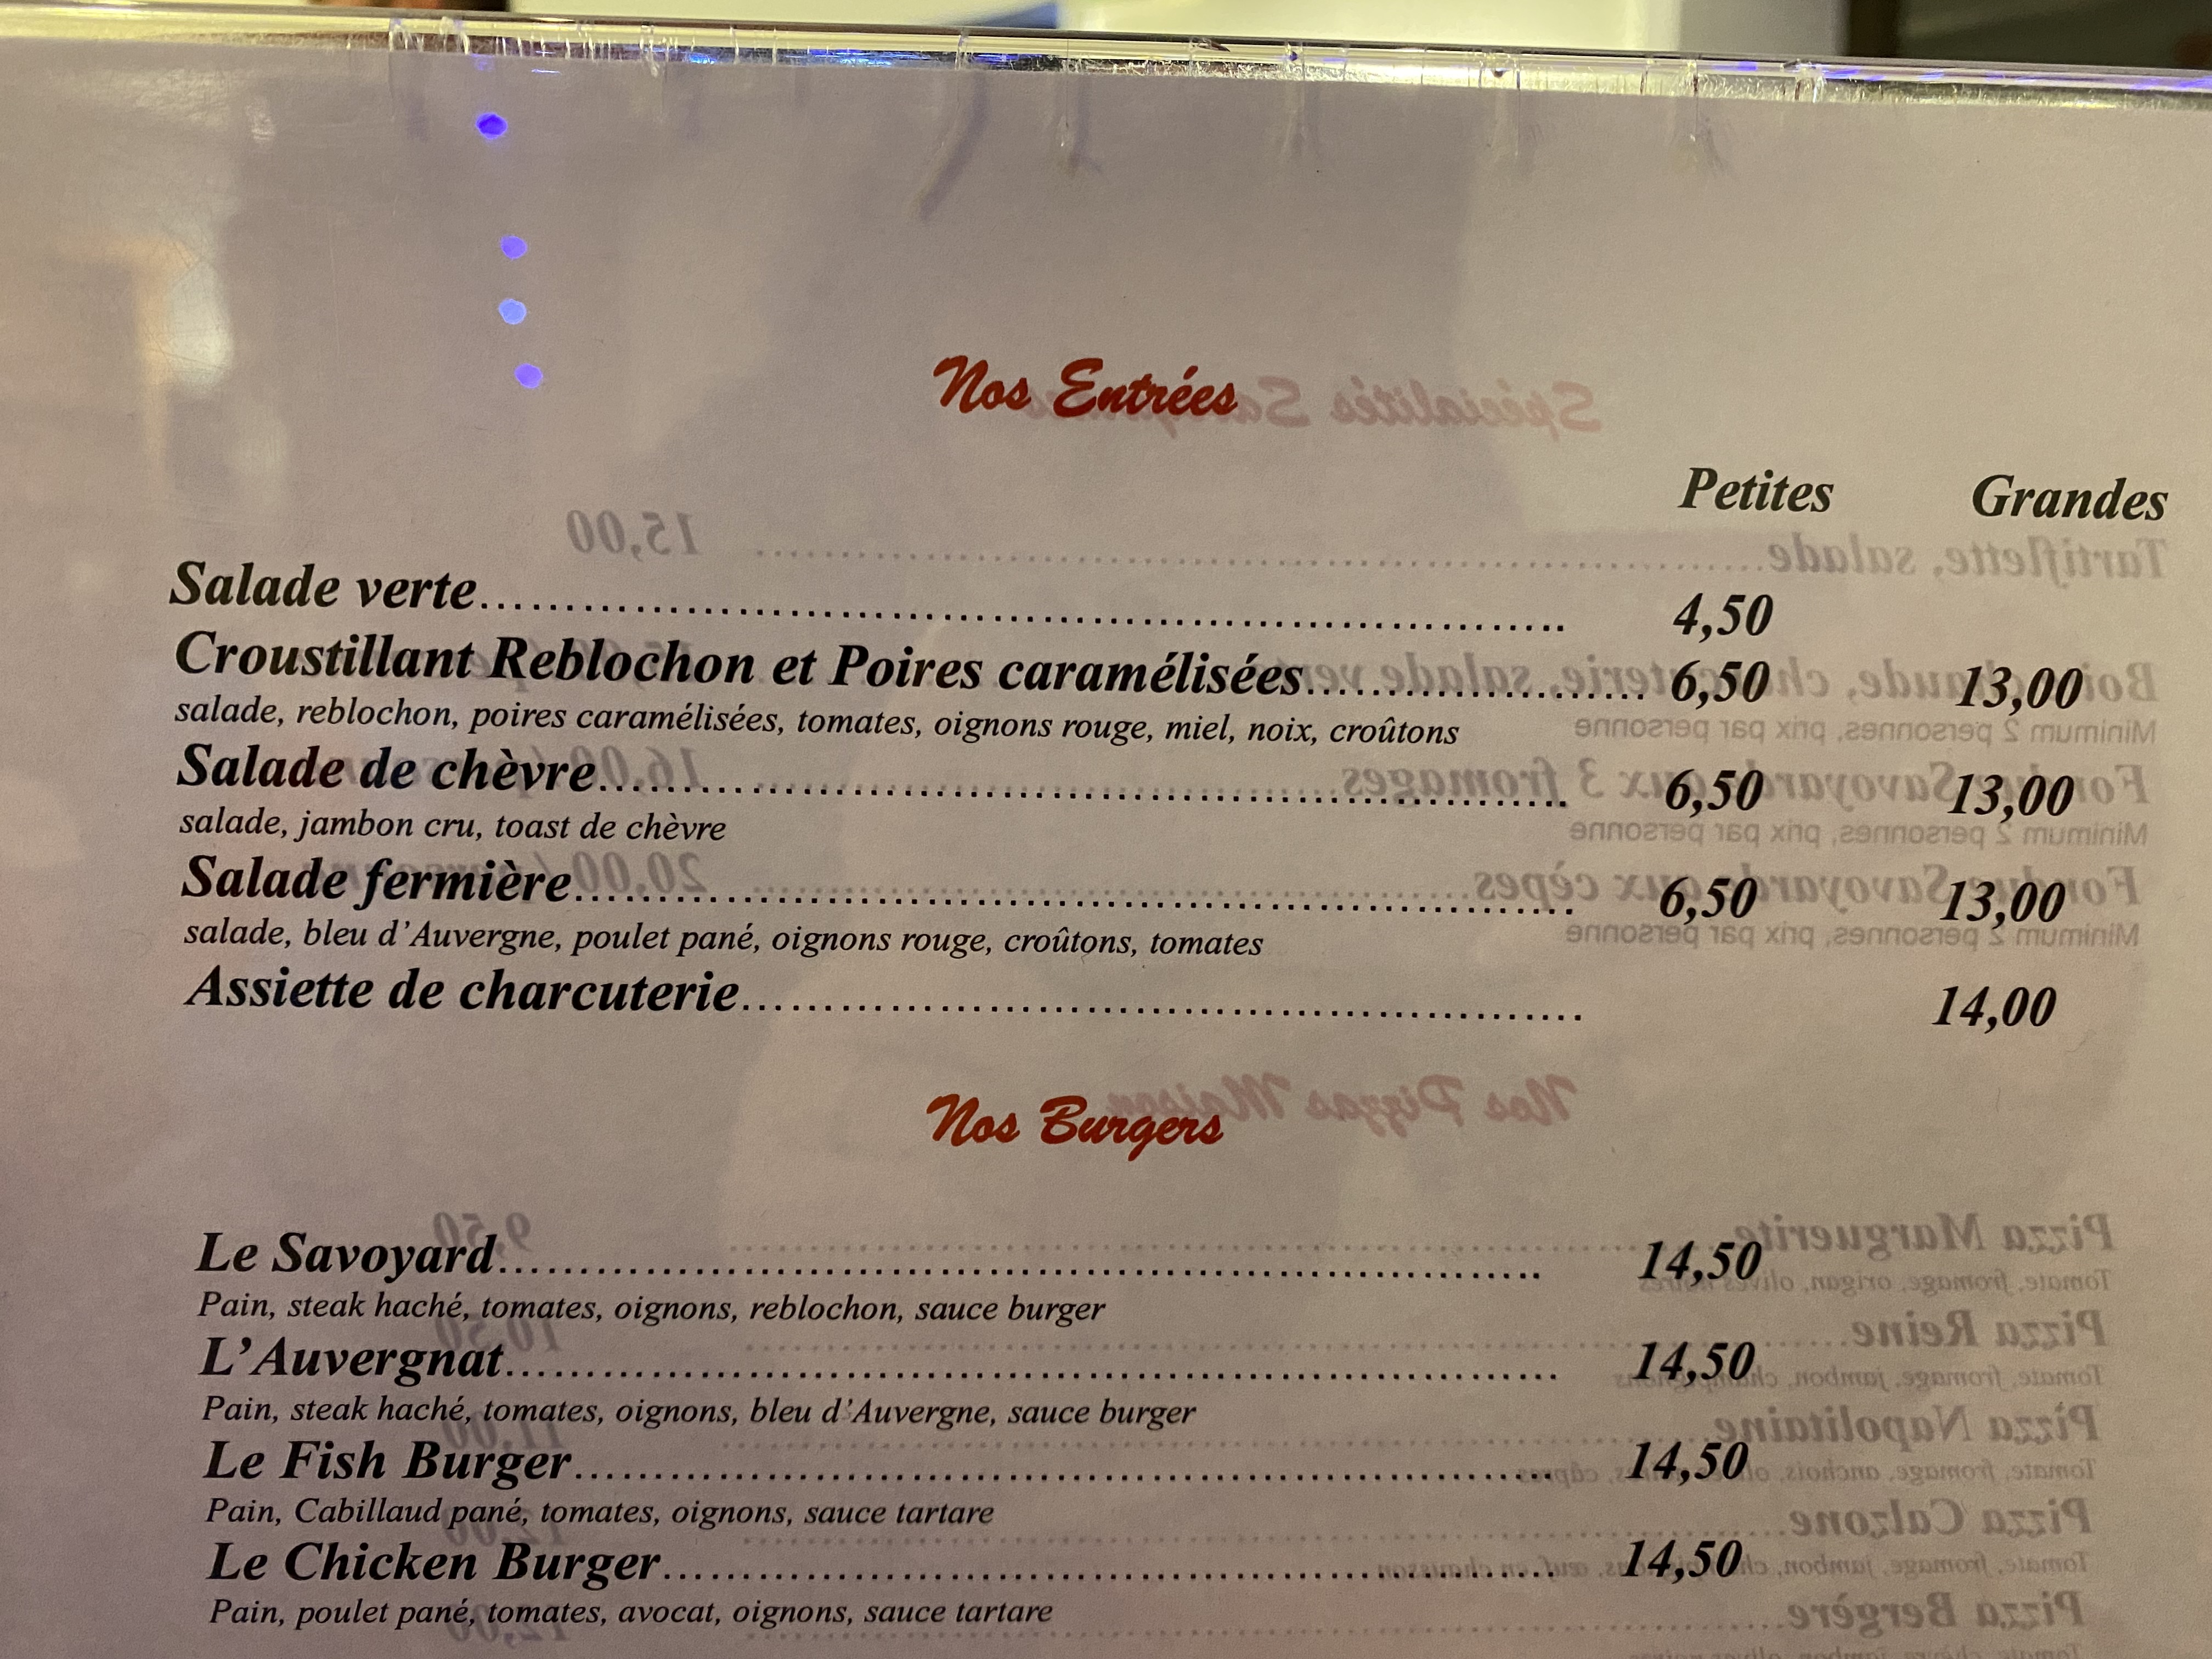 Nos Entrées
Petites Grandes
Salade verte........ 4,50
Croustillant Reblochon et Poires caramélisées........ 6,50 13,00
salade, reblochon, poires caramélisées, tomates, oignons rouge, miel, noix, croûtons
Salade de chèvre........ 6,50 13,00
salade, jambon cru, toast de chèvre
Salade fermière........ 6,50 13,00
salade, bleu d'Auvergne, poulet pané, oignons rouge, croûtons, tomates
Assiette de charcuterie........ 14,00
Nos Burgers
Le Savoyard........ 14,50
Pain, steak haché, tomates, oignons, reblochon, sauce burger
L'Auvergnat........ 14,50
Pain, steak haché, tomates, oignons, bleu d'Auvergne, sauce burger
Le Fish Burger........ 14,50
Pain, Cabillaud pané, tomates, oignons, sauce tartare
Le Chicken Burger........ 14,50
Pain, poulet pané, tomates, avocat, oignons, sauce tartare